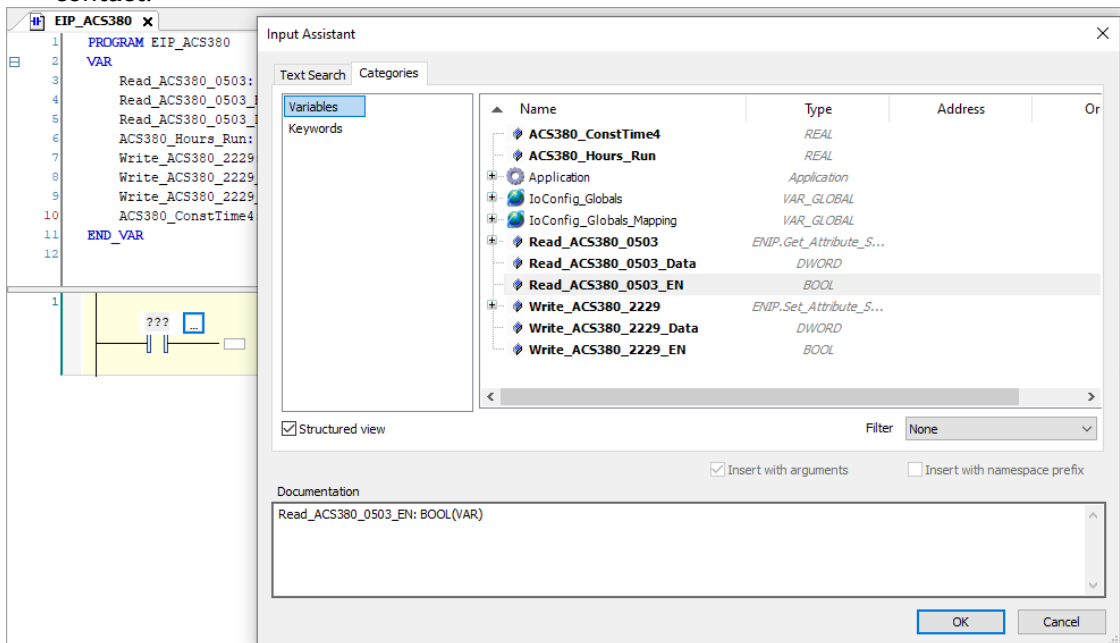 contact.
EIP_ACS380 X
1 PROGRAM EIP_ACS380
2 VAR
3 Read_ACS380_0503:
4 Read_ACS380_0503_
5 Read_ACS380_0503_
6 ACS380_Hours_Run:
7 Write_ACS380_2229
8 Write_ACS380_2229_
9 Write_ACS380_2229_
10 ACS380_ConstTime4
11 END_VAR
12
1
??? ...
Input Assistant
Text Search Categories
Variables
Keywords
Name Type Address Or
ACS380_ConstTime4 REAL
ACS380_Hours_Run REAL
Application Application
IoConfig_Globals VAR_GLOBAL
IoConfig_Globals_Mapping VAR_GLOBAL
Read_ACS380_0503 ENIP.Get_Attribute_S...
Read_ACS380_0503_Data DWORD
Read_ACS380_0503_EN BOOL
Write_ACS380_2229 ENIP.Set_Attribute_S...
Write_ACS380_2229_Data DWORD
Write_ACS380_2229_EN BOOL
Structured view
Filter None
Insert with arguments Insert with namespace prefix
Documentation
Read_ACS380_0503_EN: BOOL(VAR)
OK Cancel